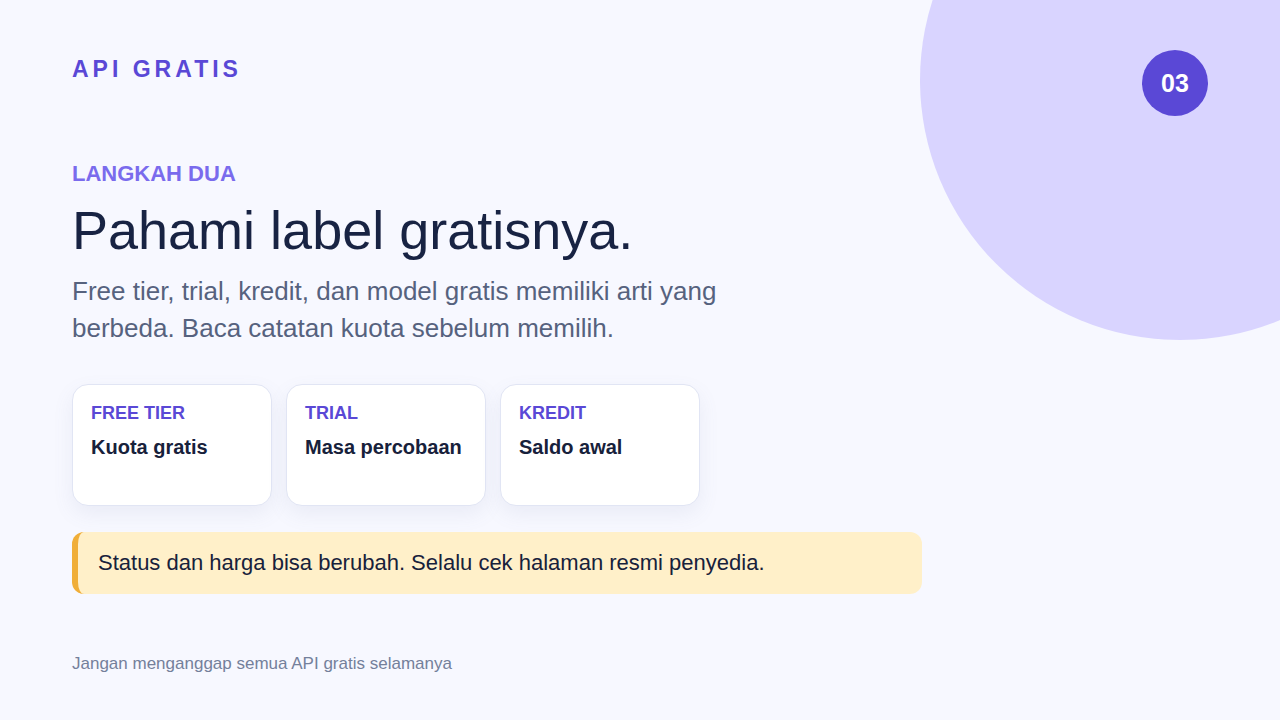 API GRATIS
03
LANGKAH DUA
Pahami label gratisnya.
Free tier, trial, kredit, dan model gratis memiliki arti yang
berbeda. Baca catatan kuota sebelum memilih.
FREE TIER
Kuota gratis
TRIAL
Masa percobaan
KREDIT
Saldo awal
Status dan harga bisa berubah. Selalu cek halaman resmi penyedia.
Jangan menganggap semua API gratis selamanya